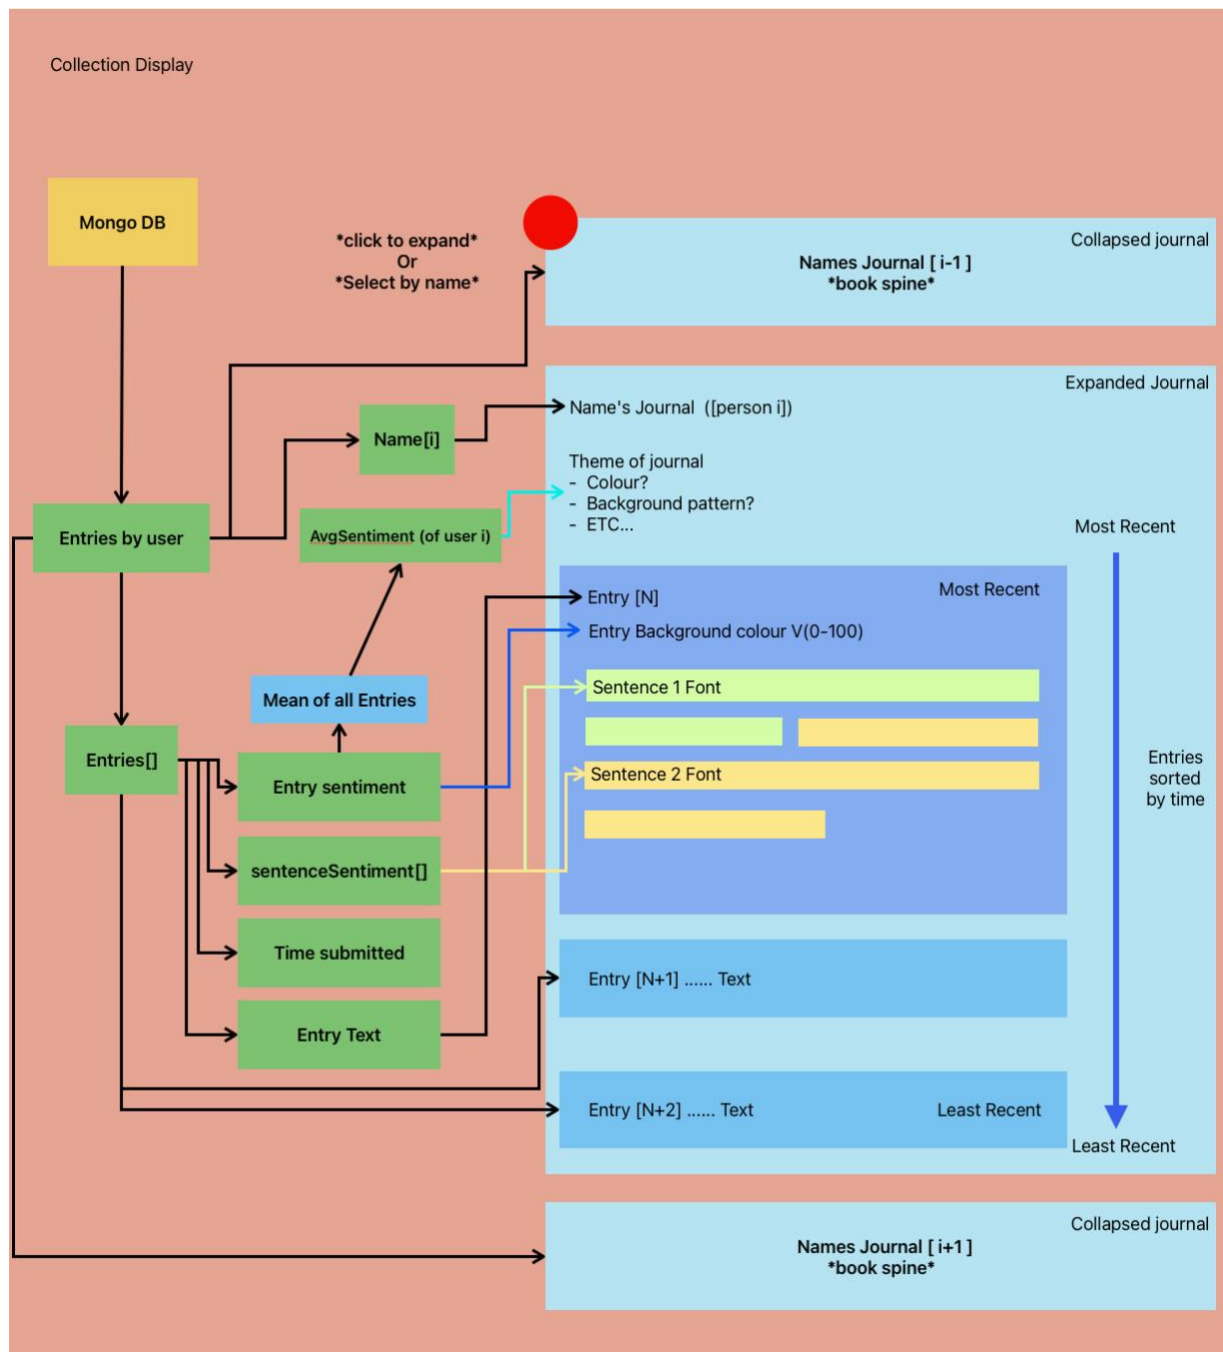 Collection Display
Mongo DB
*click to expand*
Or
*Select by name*
Collapsed journal
Names Journal [ i-1 ]
*book spine*
Expanded Journal
Name's Journal  ([person i])
Name[i]
Theme of journal
- Colour?
- Background pattern?
- ETC...
AvgSentiment (of user i)
Entries by user
Most Recent
Most Recent
Entry [N]
Entry Background colour V(0-100)
Mean of all Entries
Sentence 1 Font
Entries[]
Entry sentiment
Sentence 2 Font
Entries
sorted
by time
sentenceSentiment[]
Time submitted
Entry [N+1] ...... Text
Entry Text
Entry [N+2] ...... Text
Least Recent
Least Recent
Collapsed journal
Names Journal [ i+1 ]
*book spine*